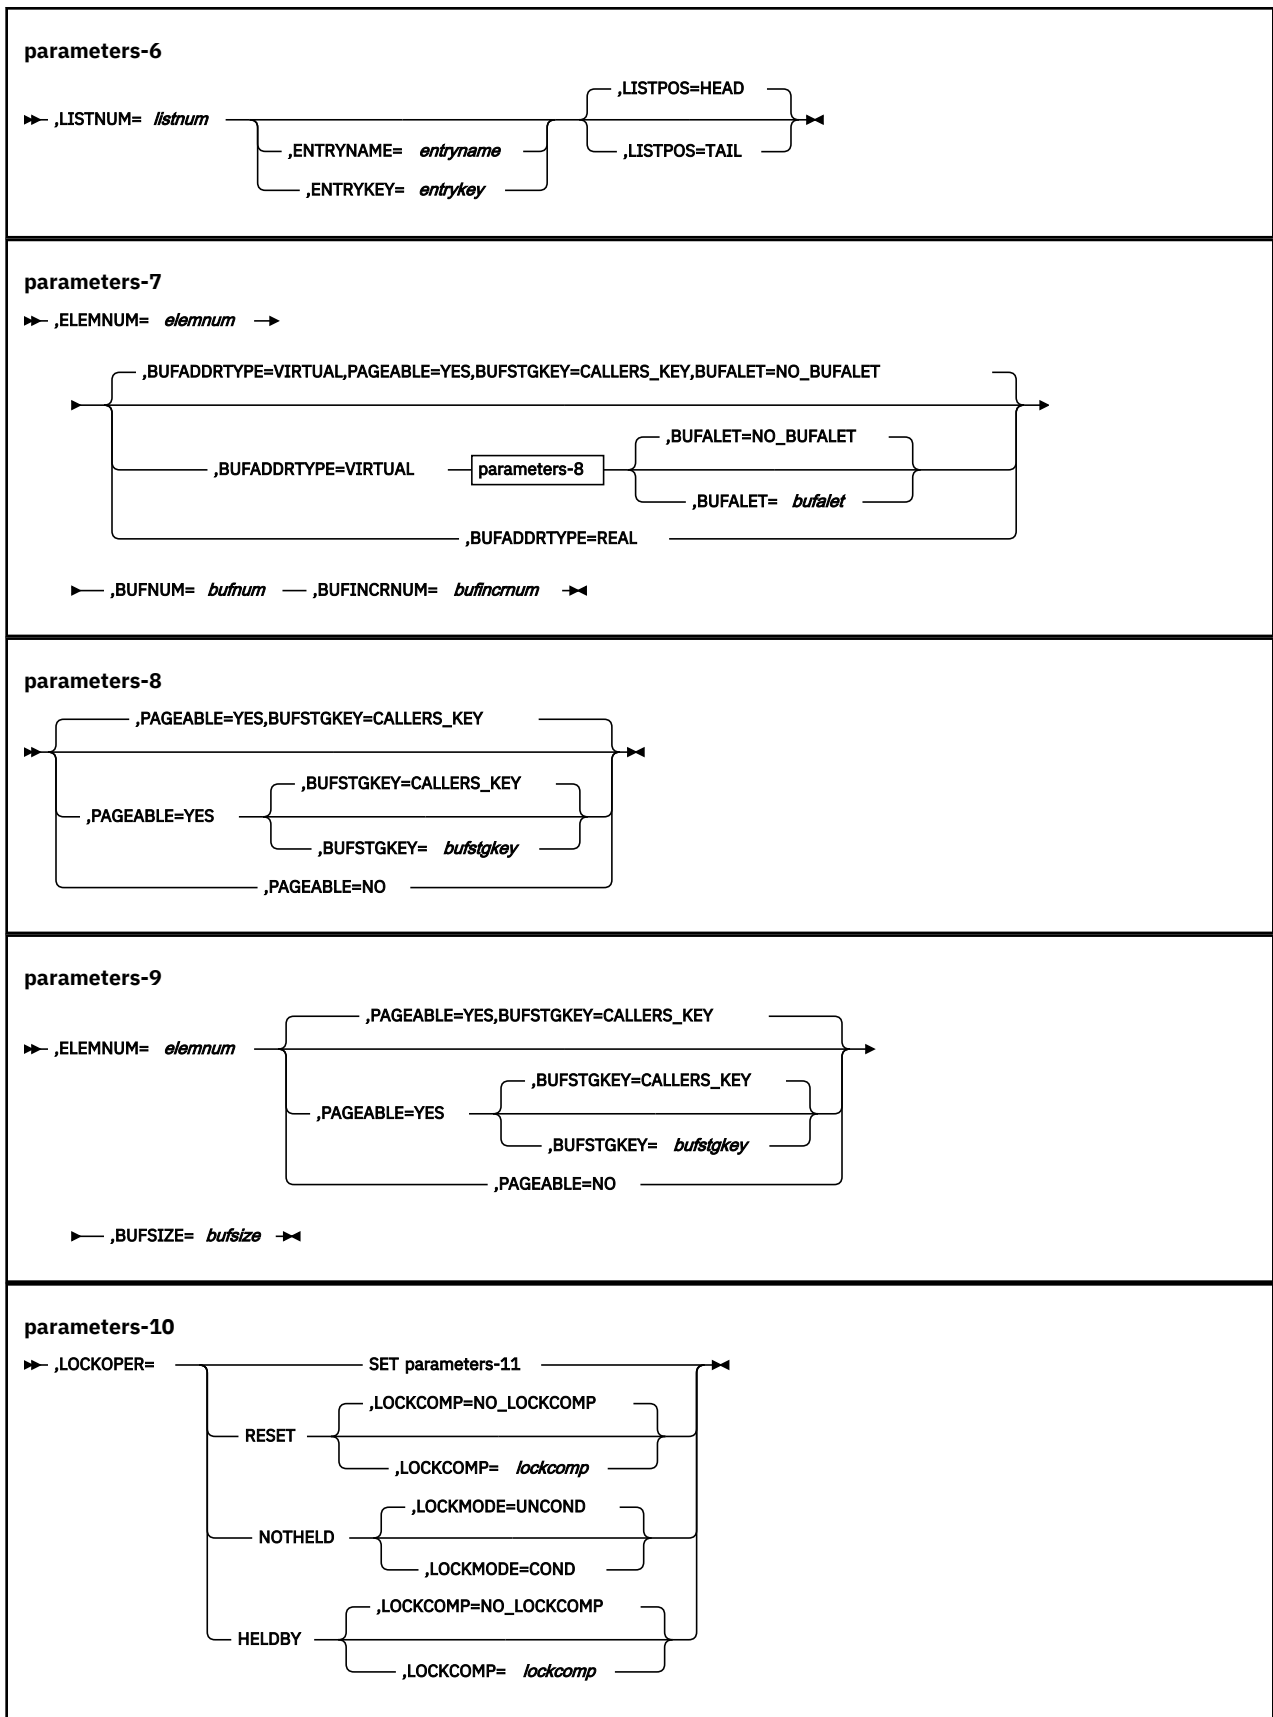 parameters-6
,LISTPOS=HEAD
,LISTNUM= listnum
,ENTRYNAME= entryname ,LISTPOS=TAIL
,ENTRYKEY= entrykey
parameters-7
,ELEMNUM= elemnum
,BUFADDRTYPE=VIRTUAL,PAGEABLE=YES,BUFSTGKEY=CALLERS_KEY,BUFALET=NO_BUFALET
,BUFALET=NO_BUFALET
,BUFADDRTYPE=VIRTUAL parameters-8
,BUFALET= bufalet
,BUFADDRTYPE=REAL
,BUFNUM= bufnum ,BUFINCRNUM= bufincrnum
parameters-8
,PAGEABLE=YES,BUFSTGKEY=CALLERS_KEY
,BUFSTGKEY=CALLERS_KEY
,PAGEABLE=YES
,BUFSTGKEY= bufstgkey
,PAGEABLE=NO
parameters-9
,PAGEABLE=YES,BUFSTGKEY=CALLERS_KEY
,ELEMNUM= elemnum
,BUFSTGKEY=CALLERS_KEY
,PAGEABLE=YES
,BUFSTGKEY= bufstgkey
,PAGEABLE=NO
,BUFSIZE= bufsize
parameters-10
,LOCKOPER= SET parameters-11
,LOCKCOMP=NO_LOCKCOMP
RESET
,LOCKCOMP= lockcomp
,LOCKMODE=UNCOND
NOTHELD
,LOCKMODE=COND
,LOCKCOMP=NO_LOCKCOMP
HELDBY
,LOCKCOMP= lockcomp